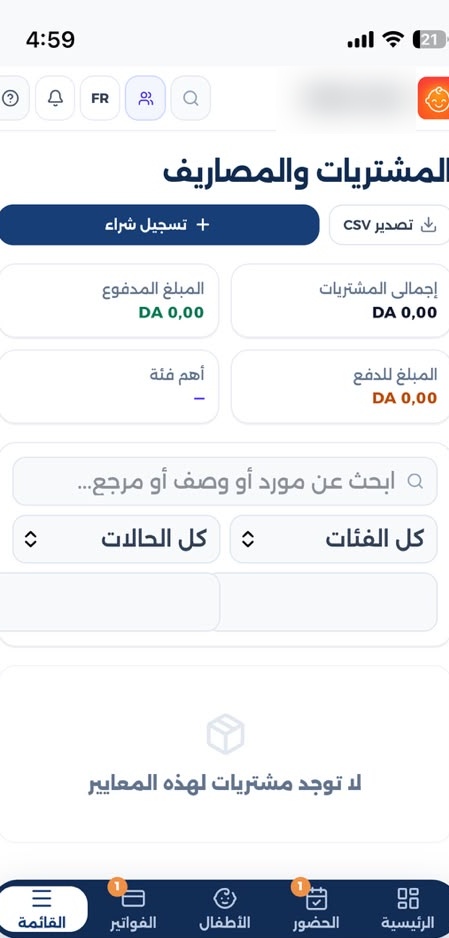 4:59
21
FR
المشتريات والمصاريف
تصدير CSV
+ تسجيل شراء
إجمالي المشتريات
DA 0,00
المبلغ المدفوع
DA 0,00
المبلغ للدفع
DA 0,00
أهم فئة
–
ابحث عن مورد أو وصف أو مرجع...
كل الفئات
كل الحالات
لا توجد مشتريات لهذه المعايير
الرئيسية
1
الحضور
الأطفال
1
الفواتير
القائمة